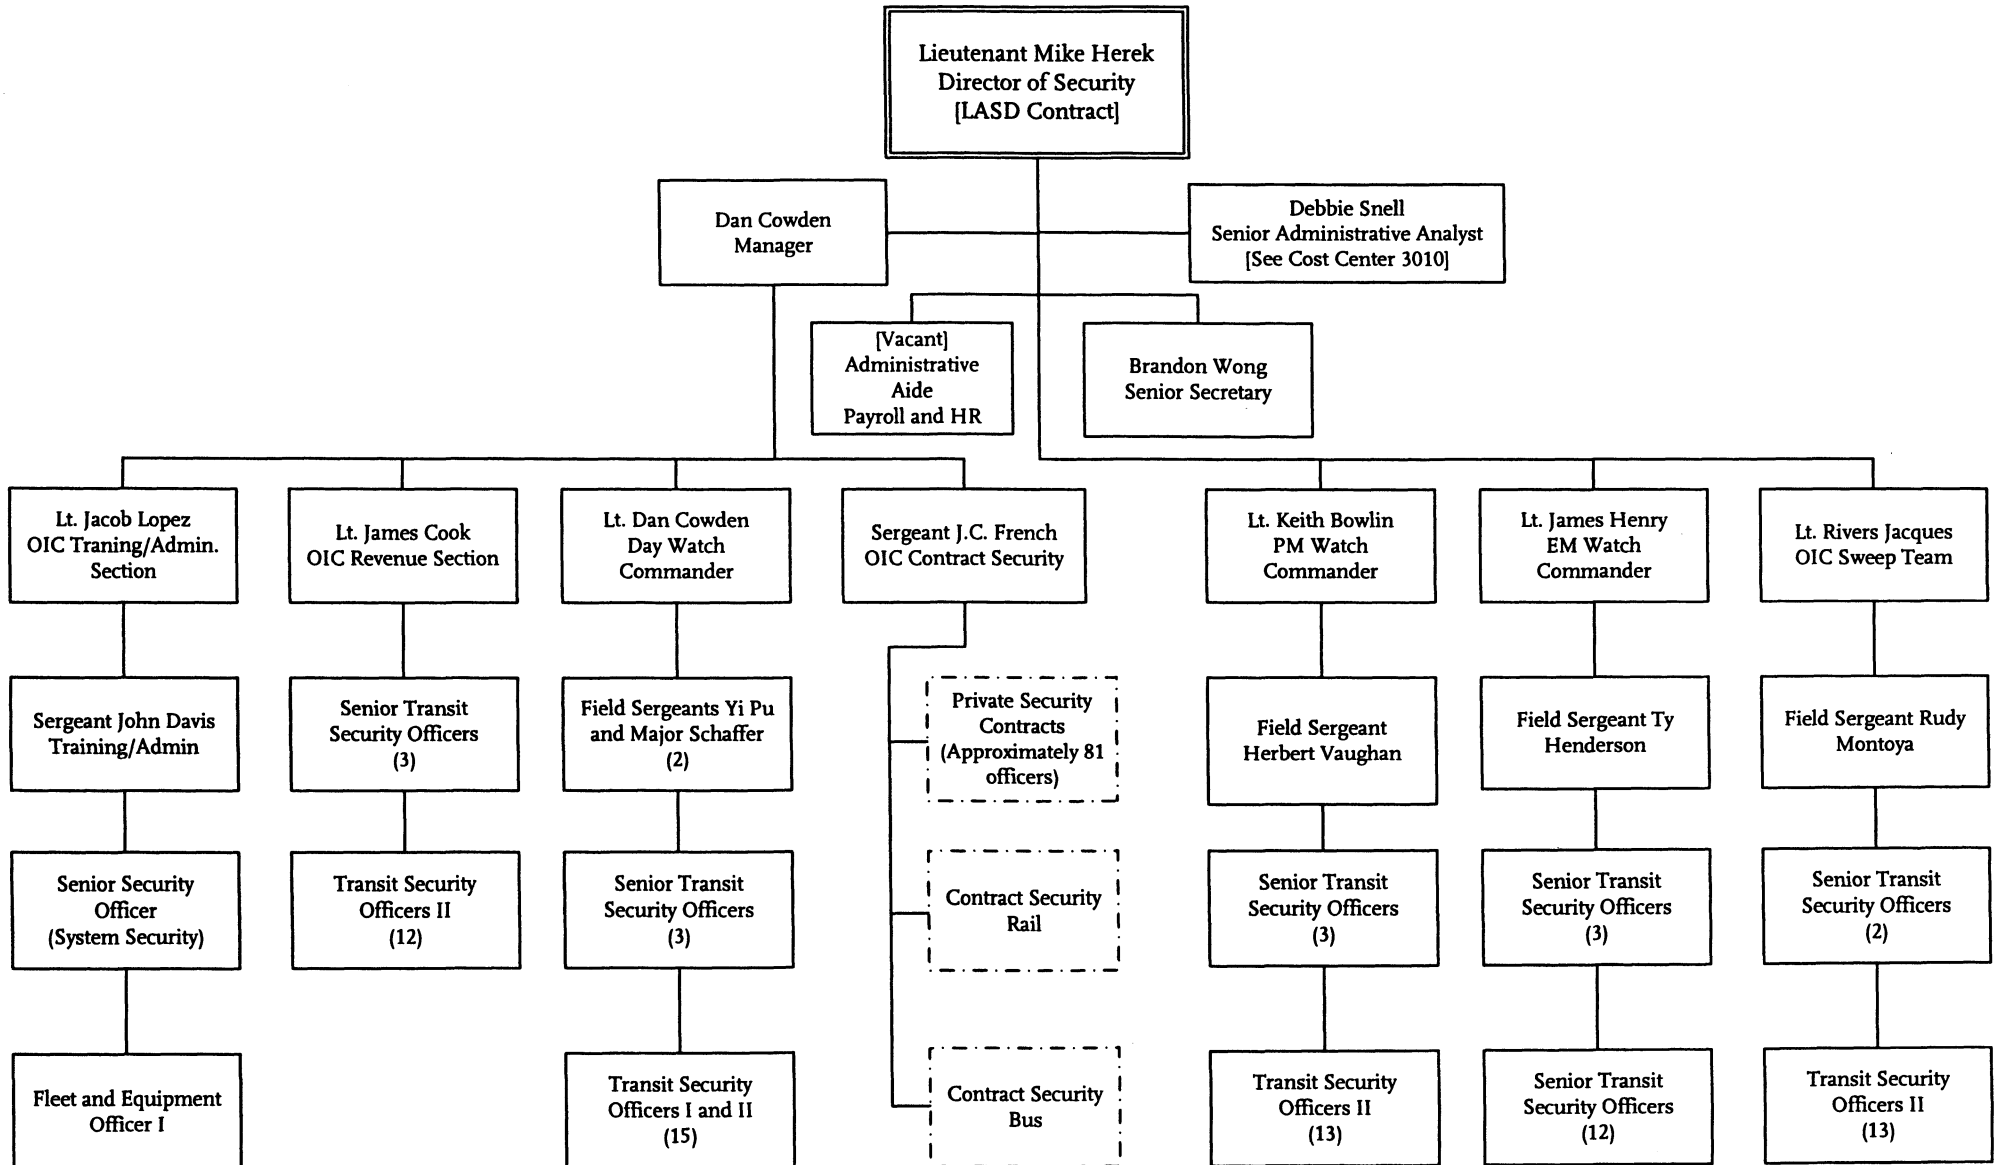 Lieutenant Mike Herek
Director of Security
[LASD Contract]
Dan Cowden
Manager
Debbie Snell
Senior Administrative Analyst
[See Cost Center 3010]
[Vacant]
Administrative
Aide
Payroll and HR
Brandon Wong
Senior Secretary
Lt. Jacob Lopez
OIC Traning/Admin.
Section
Lt. James Cook
OIC Revenue Section
Lt. Dan Cowden
Day Watch
Commander
Sergeant J.C. French
OIC Contract Security
Lt. Keith Bowlin
PM Watch
Commander
Lt. James Henry
EM Watch
Commander
Lt. Rivers Jacques
OIC Sweep Team
Sergeant John Davis
Training/Admin
Senior Transit
Security Officers
(3)
Field Sergeants Yi Pu
and Major Schaffer
(2)
Private Security
Contracts
(Approximately 81
officers)
Field Sergeant
Herbert Vaughan
Field Sergeant Ty
Henderson
Field Sergeant Rudy
Montoya
Senior Security
Officer
(System Security)
Transit Security
Officers II
(12)
Senior Transit
Security Officers
(3)
Contract Security
Rail
Senior Transit
Security Officers
(3)
Senior Transit
Security Officers
(3)
Senior Transit
Security Officers
(2)
Fleet and Equipment
Officer I
Transit Security
Officers I and II
(15)
Contract Security
Bus
Transit Security
Officers II
(13)
Senior Transit
Security Officers
(12)
Transit Security
Officers II
(13)